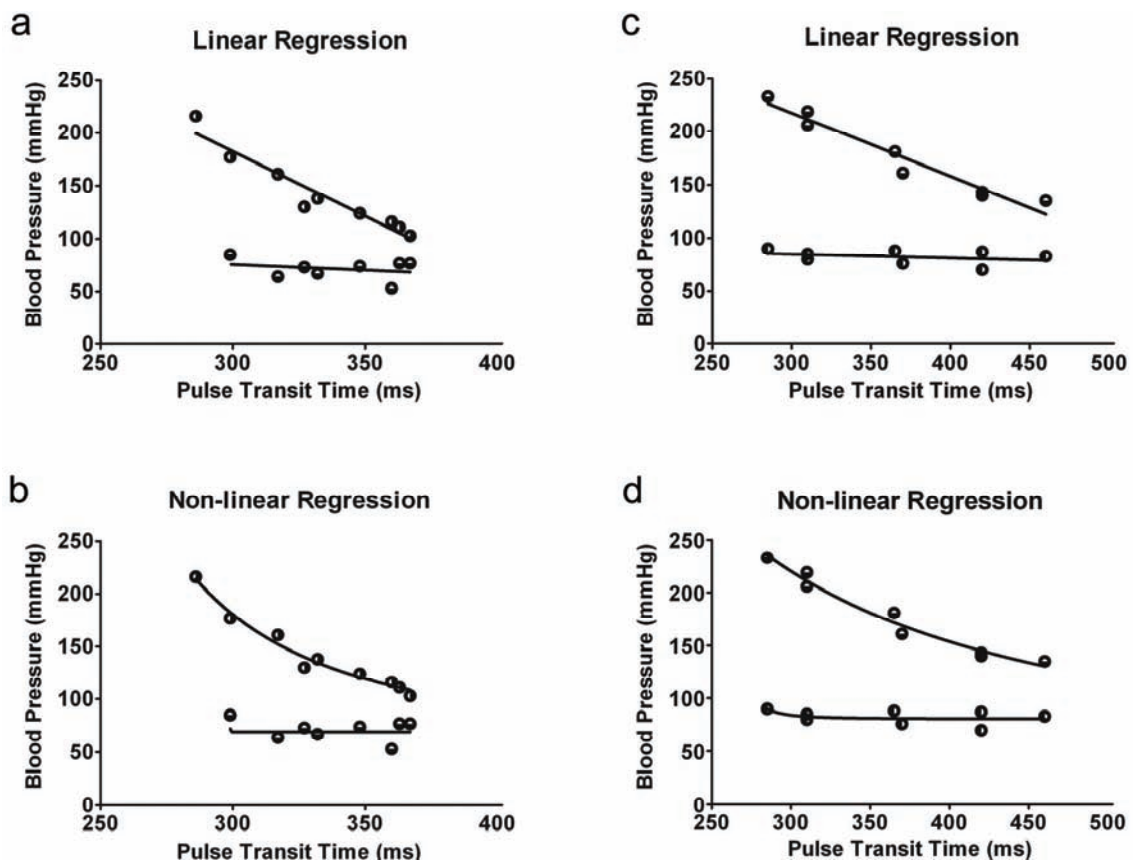 a
Linear Regression
Blood Pressure (mmHg)
250
200
150
100
50
0
250 300 350 400
Pulse Transit Time (ms)
c
Linear Regression
Blood Pressure (mmHg)
250
200
150
100
50
0
250 300 350 400 450 500
Pulse Transit Time (ms)
b
Non-linear Regression
Blood Pressure (mmHg)
250
200
150
100
50
0
250 300 350 400
Pulse Transit Time (ms)
d
Non-linear Regression
Blood Pressure (mmHg)
250
200
150
100
50
0
250 300 350 400 450 500
Pulse Transit Time (ms)